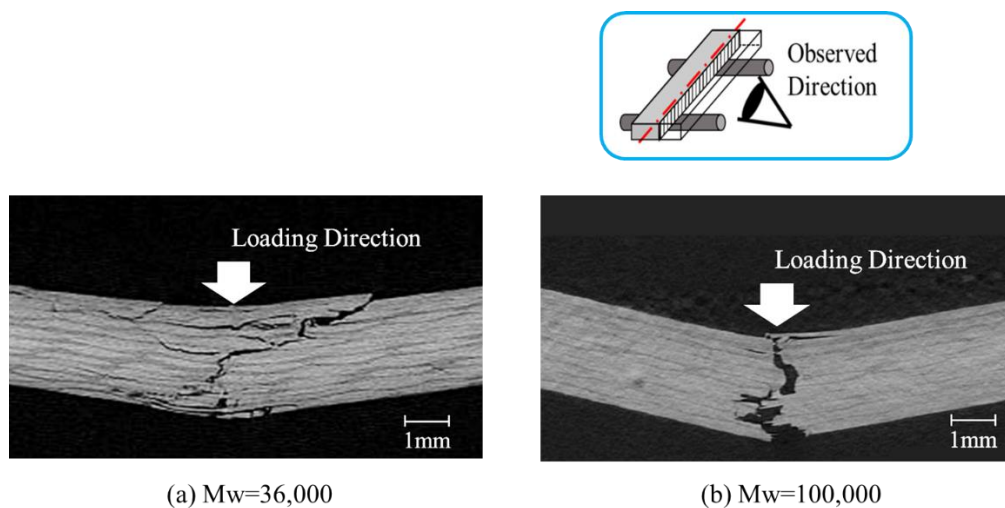 Observed
Direction
Loading Direction
1mm
Loading Direction
1mm
(a) Mw=36,000
(b) Mw=100,000